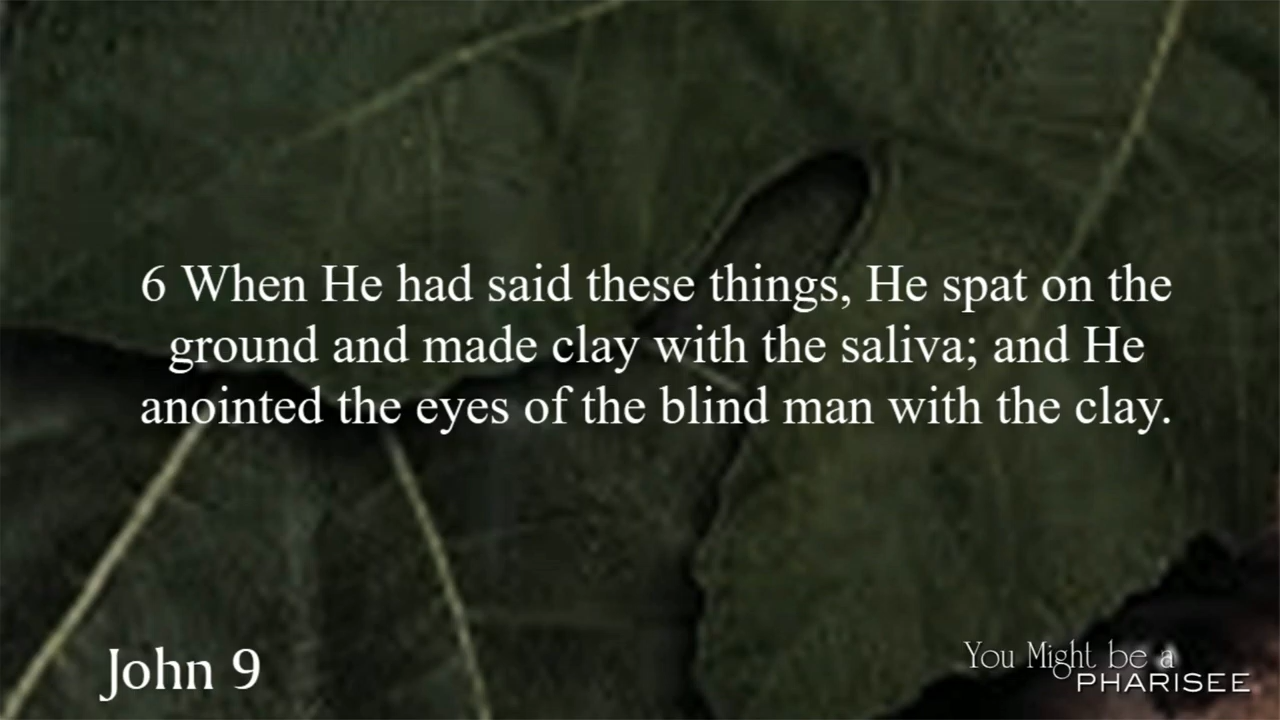 6 When He had said these things, He spat on the
ground and made clay with the saliva; and He
anointed the eyes of the blind man with the clay.
John 9
You Might be a
PHARISEE